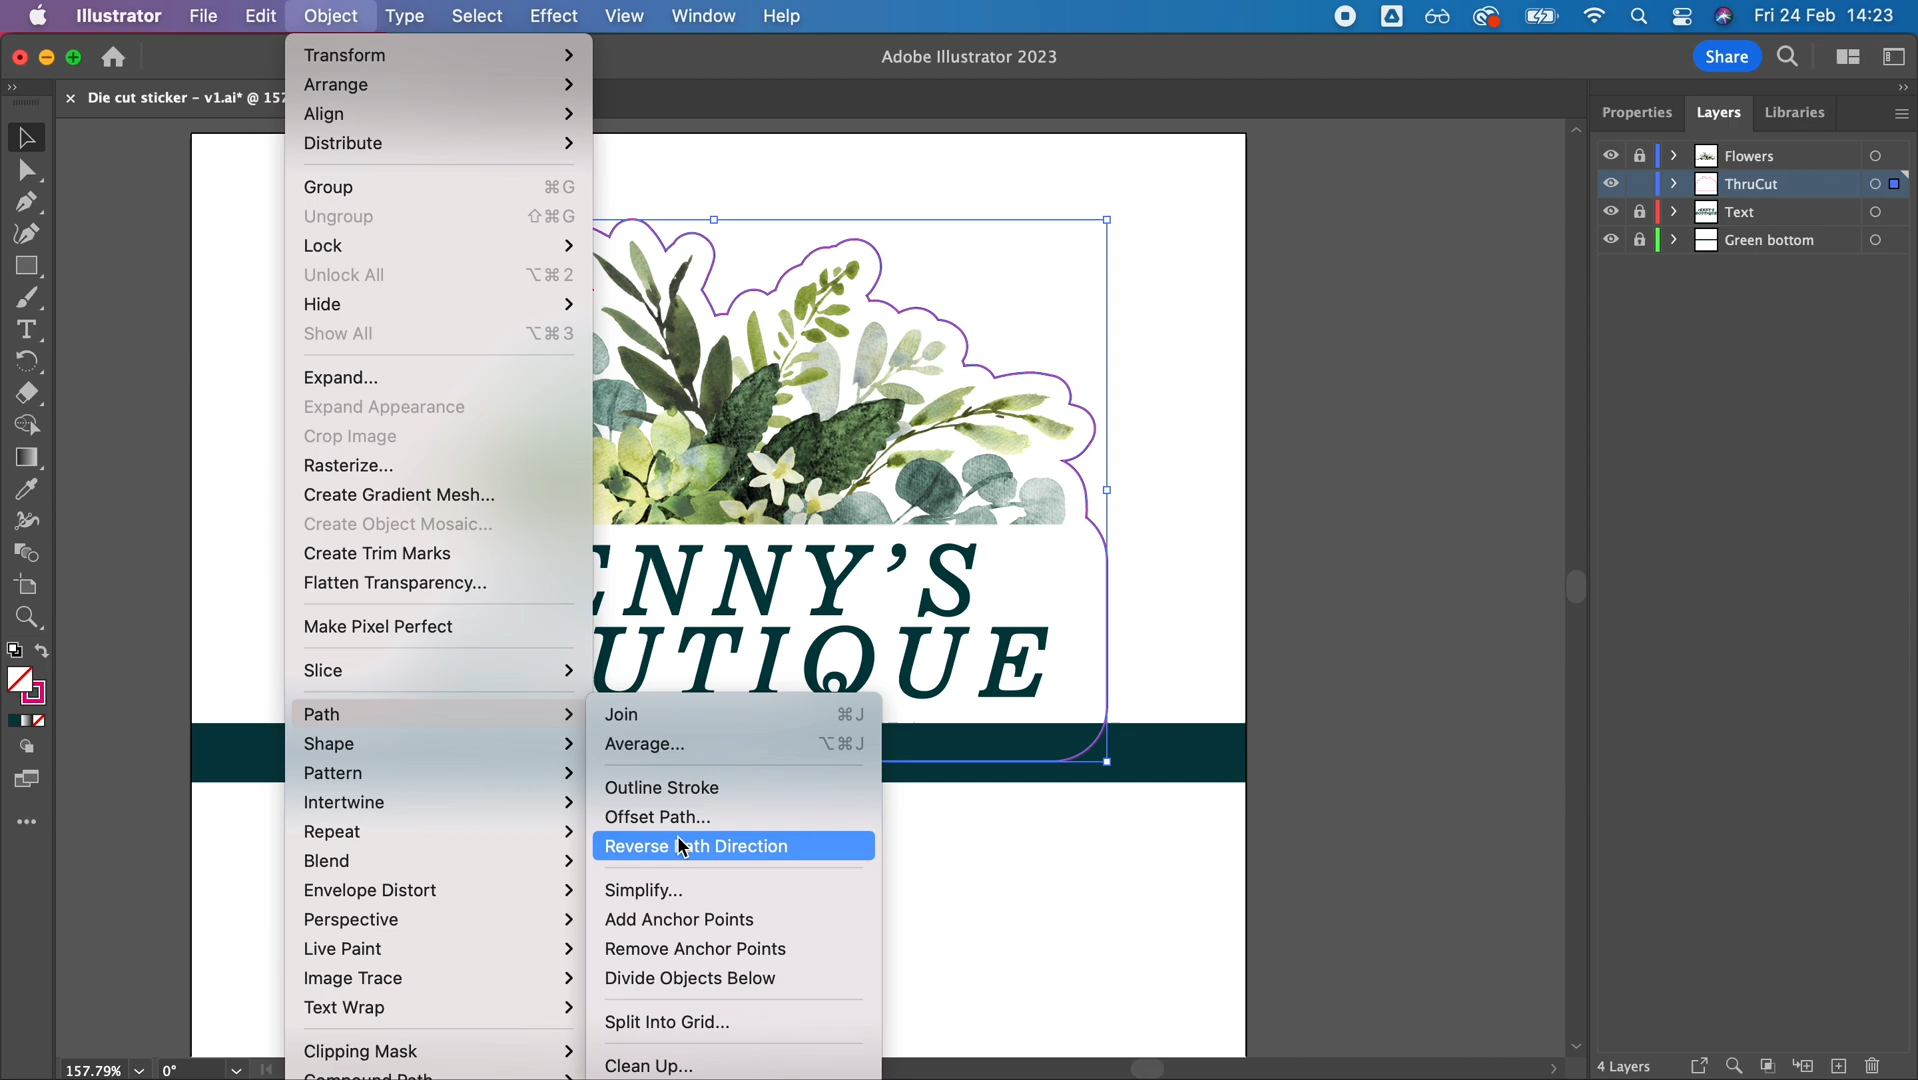 Illustrator File Edit Object Type Select Effect View Window Help Fri 24 Feb 14:23
Adobe Illustrator 2023 Share
Die cut sticker - v1.ai* @ 157
Transform
Arrange
Align
Distribute
Group ⌘G
Ungroup ⇧⌘G
Lock
Unlock All ⌥⌘2
Hide
Show All ⌥⌘3
Expand...
Expand Appearance
Crop Image
Rasterize...
Create Gradient Mesh...
Create Object Mosaic...
Create Trim Marks
Flatten Transparency...
Make Pixel Perfect
Slice
Path
Shape
Pattern
Intertwine
Repeat
Blend
Envelope Distort
Perspective
Live Paint
Image Trace
Text Wrap
Clipping Mask
Join ⌘J
Average... ⌥⌘J
Outline Stroke
Offset Path...
Reverse Path Direction
Simplify...
Add Anchor Points
Remove Anchor Points
Divide Objects Below
Split Into Grid...
Clean Up...
ENNY'S
UTIQUE
Properties Layers Libraries
Flowers
ThruCut
Text
Green bottom
157.79% 0°
4 Layers